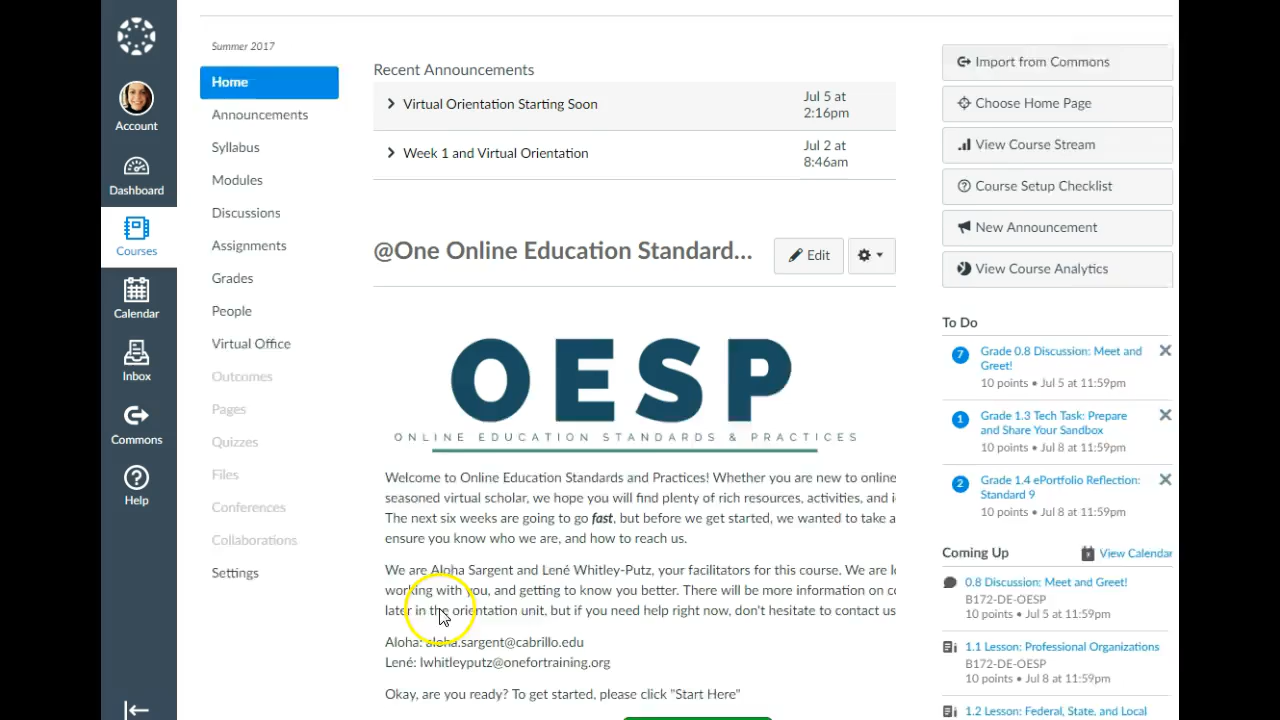 Account
Dashboard
Courses
Calendar
Inbox
Commons
Help
Summer 2017
Home
Announcements
Syllabus
Modules
Discussions
Assignments
Grades
People
Virtual Office
Outcomes
Pages
Quizzes
Files
Conferences
Collaborations
Settings
Recent Announcements
Virtual Orientation Starting Soon
Jul 5 at
2:16pm
Week 1 and Virtual Orientation
Jul 2 at
8:46am
@One Online Education Standard...
Edit
OESP
ONLINE EDUCATION STANDARDS & PRACTICES
Welcome to Online Education Standards and Practices! Whether you are new to online
seasoned virtual scholar, we hope you will find plenty of rich resources, activities, and
The next six weeks are going to go fast, but before we get started, we wanted to take a
ensure you know who we are, and how to reach us.
We are Aloha Sargent and Lené Whitley-Putz, your facilitators for this course. We are
working with you, and getting to know you better. There will be more information on
later in the orientation unit, but if you need help right now, don't hesitate to contact us
Aloha: aloha.sargent@cabrillo.edu
Lené: lwhitleyputz@onefortraining.org
Okay, are you ready? To get started, please click "Start Here"
Import from Commons
Choose Home Page
View Course Stream
Course Setup Checklist
New Announcement
View Course Analytics
To Do
7
Grade 0.8 Discussion: Meet and
Greet!
10 points • Jul 5 at 11:59pm
1
Grade 1.3 Tech Task: Prepare
and Share Your Sandbox
10 points • Jul 8 at 11:59pm
2
Grade 1.4 ePortfolio Reflection:
Standard 9
10 points • Jul 8 at 11:59pm
Coming Up
View Calendar
0.8 Discussion: Meet and Greet!
B172-DE-OESP
10 points • Jul 5 at 11:59pm
1.1 Lesson: Professional Organizations
B172-DE-OESP
10 points • Jul 8 at 11:59pm
1.2 Lesson: Federal, State, and Local